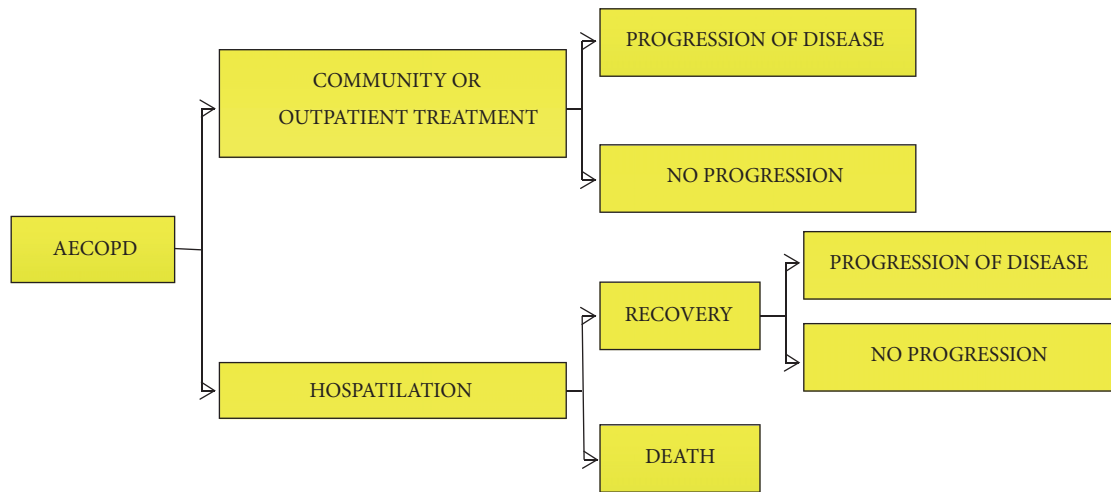 AECOPD
COMMUNITY OR
OUTPATIENT TREATMENT
PROGRESSION OF DISEASE
NO PROGRESSION
HOSPATILATION
RECOVERY
PROGRESSION OF DISEASE
NO PROGRESSION
DEATH